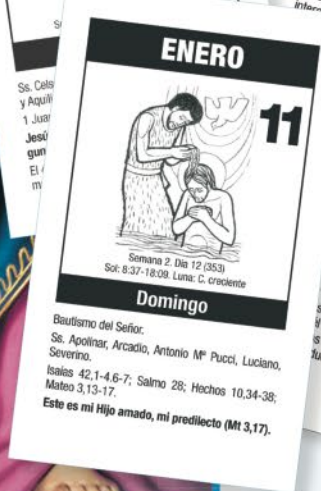 Ss. Cels
y Aquili
1 Juan
Jesú
gun
El
ENERO
11
Semana 2. Día 12 (353)
Sol: 8:37-18:09. Luna: C. creciente
Domingo
Bautismo del Señor.
Ss. Apolinar, Arcadio, Antonio Mª Pucci, Luciano,
Severino.
Isaías 42,1-4.6-7; Salmo 28; Hechos 10,34-38;
Mateo 3,13-17.
Este es mi Hijo amado, mi predilecto (Mt 3,17).